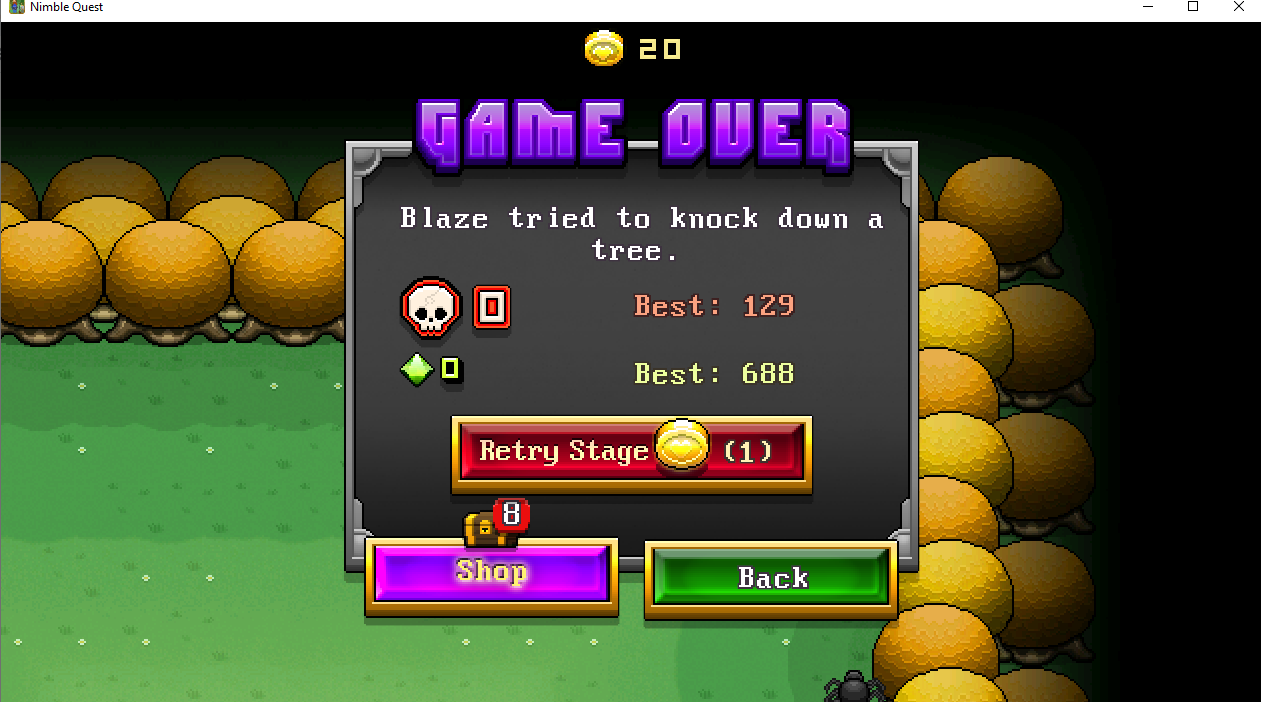 Nimble Quest
20
GAME OVER
Blaze tried to knock down a
tree.
0 Best: 129
0 Best: 688
Retry Stage (1)
8
Shop Back